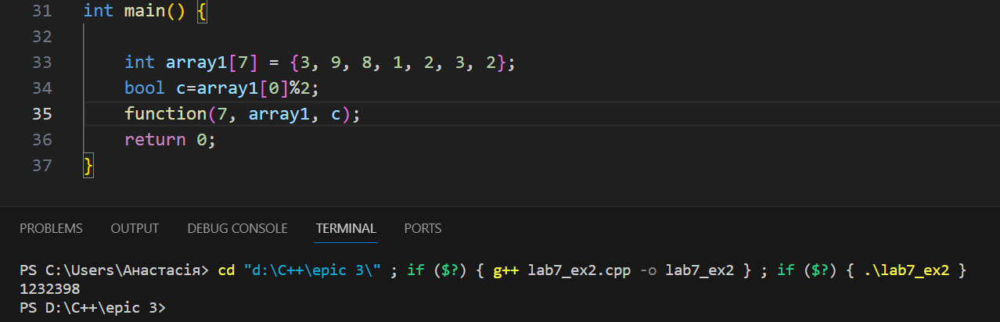 31 int main() {
32
33 int array1[7] = {3, 9, 8, 1, 2, 3, 2};
34 bool c=array1[0]%2;
35 function(7, array1, c);
36 return 0;
37 }
PROBLEMS OUTPUT DEBUG CONSOLE TERMINAL PORTS
PS C:\Users\Анастасія> cd "d:\C++\epic 3\" ; if ($?) { g++ lab7_ex2.cpp -o lab7_ex2 } ; if ($?) { .\lab7_ex2 }
1232398
PS D:\C++\epic 3>